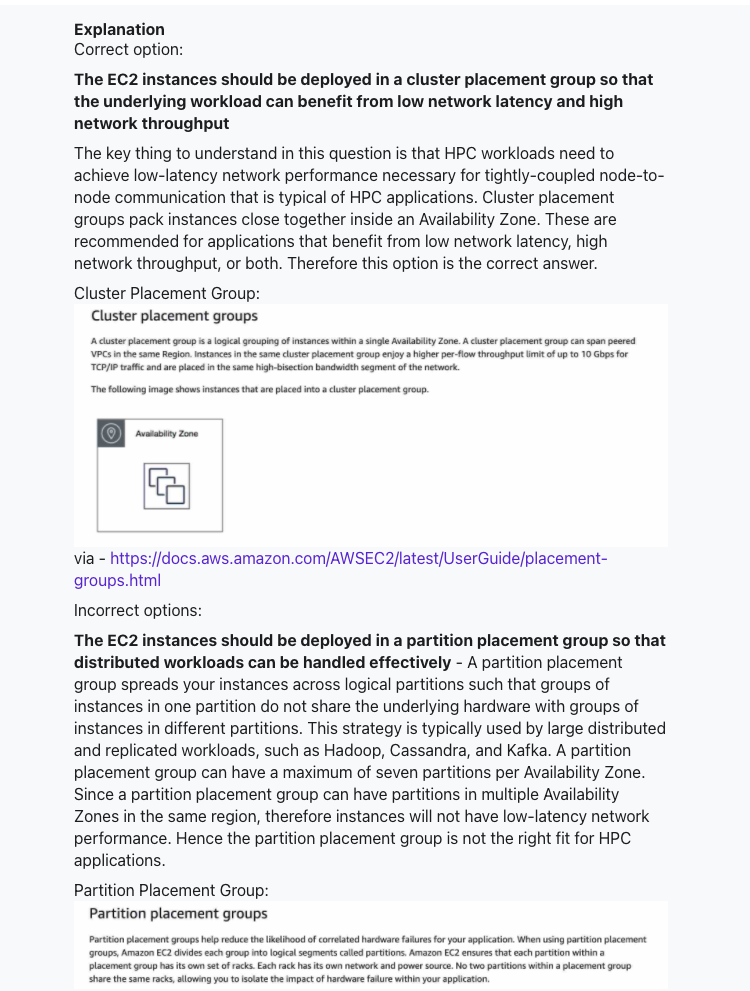 Explanation
Correct option:
The EC2 instances should be deployed in a cluster placement group so that
the underlying workload can benefit from low network latency and high
network throughput
The key thing to understand in this question is that HPC workloads need to
achieve low-latency network performance necessary for tightly-coupled node-to-
node communication that is typical of HPC applications. Cluster placement
groups pack instances close together inside an Availability Zone. These are
recommended for applications that benefit from low network latency, high
network throughput, or both. Therefore this option is the correct answer.
Cluster Placement Group:
Cluster placement groups
A cluster placement group is a logical grouping of instances within a single Availability Zone. A cluster placement group can span peered
VPCs in the same Region. Instances in the same cluster placement group enjoy a higher per-flow throughput limit of up to 10 Gbps for
TCP/IP traffic and are placed in the same high-bisection bandwidth segment of the network.
The following image shows instances that are placed into a cluster placement group.
Availability Zone
via - https://docs.aws.amazon.com/AWSEC2/latest/UserGuide/placement-
groups.html
Incorrect options:
The EC2 instances should be deployed in a partition placement group so that
distributed workloads can be handled effectively - A partition placement
group spreads your instances across logical partitions such that groups of
instances in one partition do not share the underlying hardware with groups of
instances in different partitions. This strategy is typically used by large distributed
and replicated workloads, such as Hadoop, Cassandra, and Kafka. A partition
placement group can have a maximum of seven partitions per Availability Zone.
Since a partition placement group can have partitions in multiple Availability
Zones in the same region, therefore instances will not have low-latency network
performance. Hence the partition placement group is not the right fit for HPC
applications.
Partition Placement Group:
Partition placement groups
Partition placement groups help reduce the likelihood of correlated hardware failures for your application. When using partition placement
groups, Amazon EC2 divides each group into logical segments called partitions. Amazon EC2 ensures that each partition within a
placement group has its own set of racks. Each rack has its own network and power source. No two partitions within a placement group
share the same racks, allowing you to isolate the impact of hardware failure within your application.